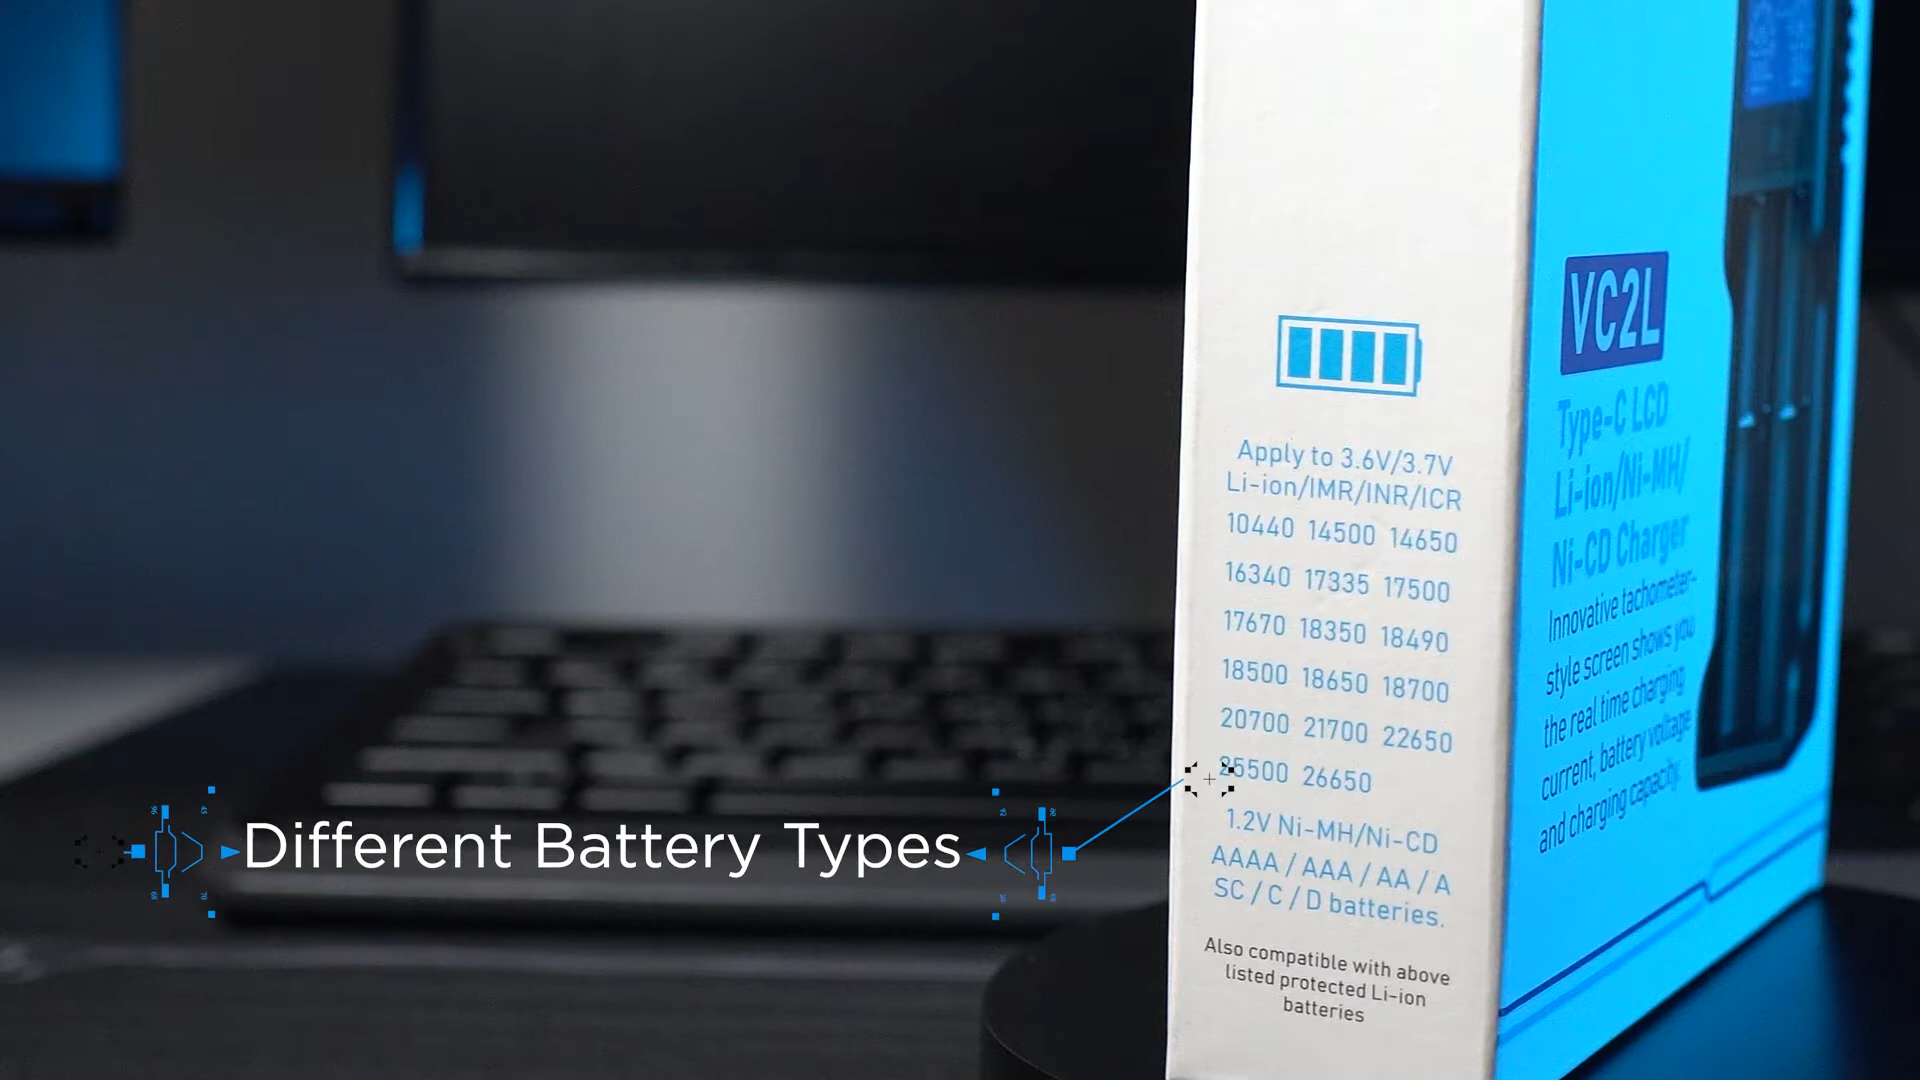 Apply to 3.6V/3.7V
Li-ion/IMR/INR/ICR
10440 14500 14650
16340 17335 17500
17670 18350 18490
18500 18650 18700
20700 21700 22650
25500 26650
1.2V Ni-MH/Ni-CD
AAAA / AAA / AA / A
SC / C / D batteries.
Also compatible with above
listed protected Li-ion
batteries
VC2L
Type-C LCD
Li-ion/Ni-MH/
Ni-CD Charger
Innovative tachometer-
style screen shows you
the real time charging
current, battery voltage
and charging capacity.
Different Battery Types